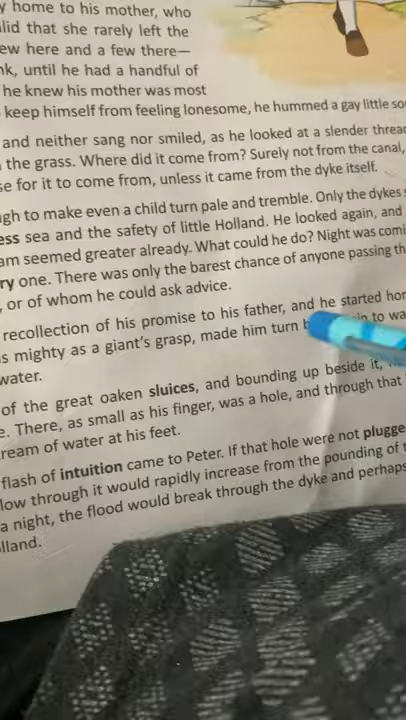 home to his mother, who
lid that she rarely left the
ew here and a few there—
nk, until he had a handful of
he knew his mother was most
keep himself from feeling lonesome, he hummed a gay little so
and neither sang nor smiled, as he looked at a slender threa
the grass. Where did it come from? Surely not from the canal,
se for it to come from, unless it came from the dyke itself.
gh to make even a child turn pale and tremble. Only the dykes
ess sea and the safety of little Holland. He looked again, and
am seemed greater already. What could he do? Night was comi
ry one. There was only the barest chance of anyone passing th
, or of whom he could ask advice.
recollection of his promise to his father, and he started hor
s mighty as a giant's grasp, made him turn to wa
water.
of the great oaken sluices, and bounding up beside it,
e. There, as small as his finger, was a hole, and through that
ream of water at his feet.
flash of intuition came to Peter. If that hole were not plugge
low through it would rapidly increase from the pounding of t
a night, the flood would break through the dyke and perhaps
lland.